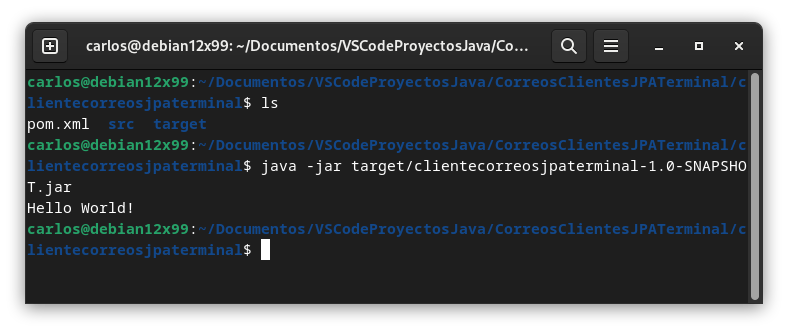 carlos@debian12x99: ~/Documentos/VSCodeProyectosJava/Co...
carlos@debian12x99:~/Documentos/VSCodeProyectosJava/CorreosClientesJPATerminal/c
lientecorreosjpaterminal$ ls
pom.xml  src  target
carlos@debian12x99:~/Documentos/VSCodeProyectosJava/CorreosClientesJPATerminal/c
lientecorreosjpaterminal$ java -jar target/clientecorreosjpaterminal-1.0-SNAPSHO
T.jar
Hello World!
carlos@debian12x99:~/Documentos/VSCodeProyectosJava/CorreosClientesJPATerminal/c
lientecorreosjpaterminal$